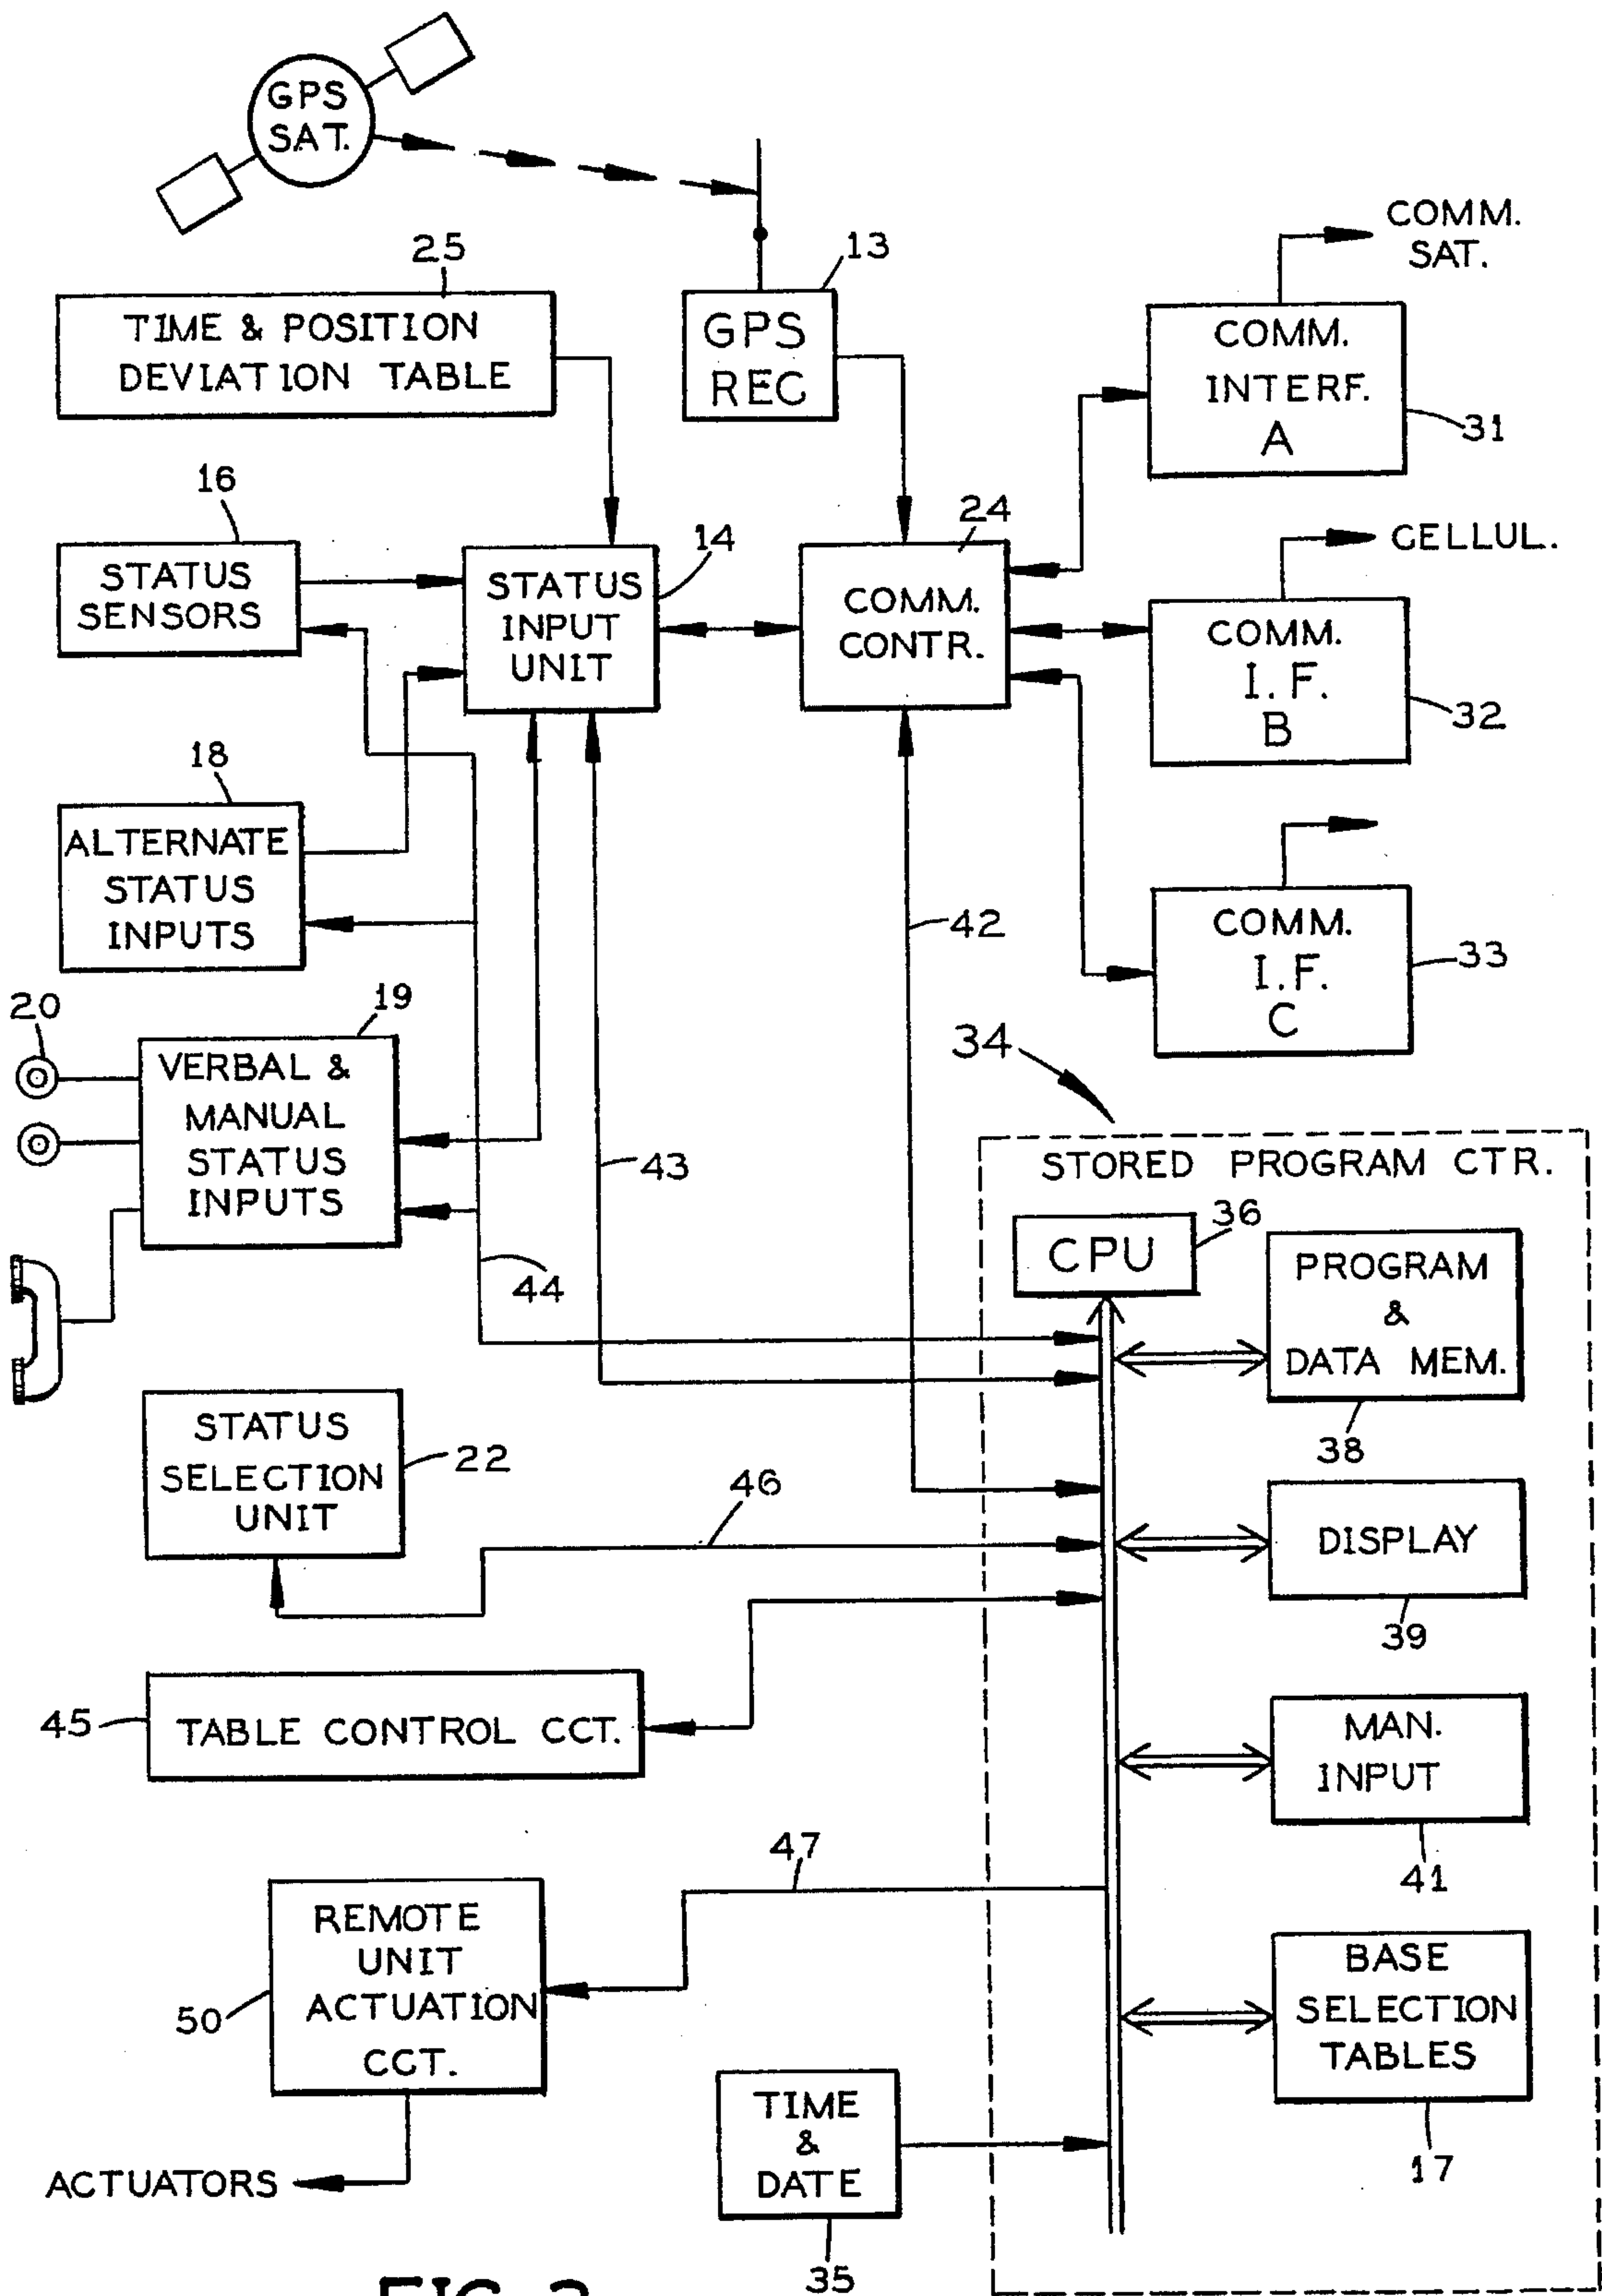 GPS
SAT.
25
TIME & POSITION
DEVIATION TABLE
13
GPS
REC
COMM.
SAT.
COMM.
INTERF.
A
31
16
STATUS
SENSORS
14
STATUS
INPUT
UNIT
24
COMM.
CONTR.
CELLUL.
COMM.
I.F.
B
32
18
ALTERNATE
STATUS
INPUTS
42
COMM.
I.F.
C
33
20
19
VERBAL &
MANUAL
STATUS
INPUTS
43
44
34
STORED PROGRAM CTR.
CPU
36
PROGRAM
&
DATA MEM.
38
STATUS
SELECTION
UNIT
22
46
DISPLAY
39
45
TABLE CONTROL CCT.
MAN.
INPUT
41
47
REMOTE
UNIT
ACTUATION
CCT.
50
BASE
SELECTION
TABLES
17
ACTUATORS
TIME
&
DATE
35